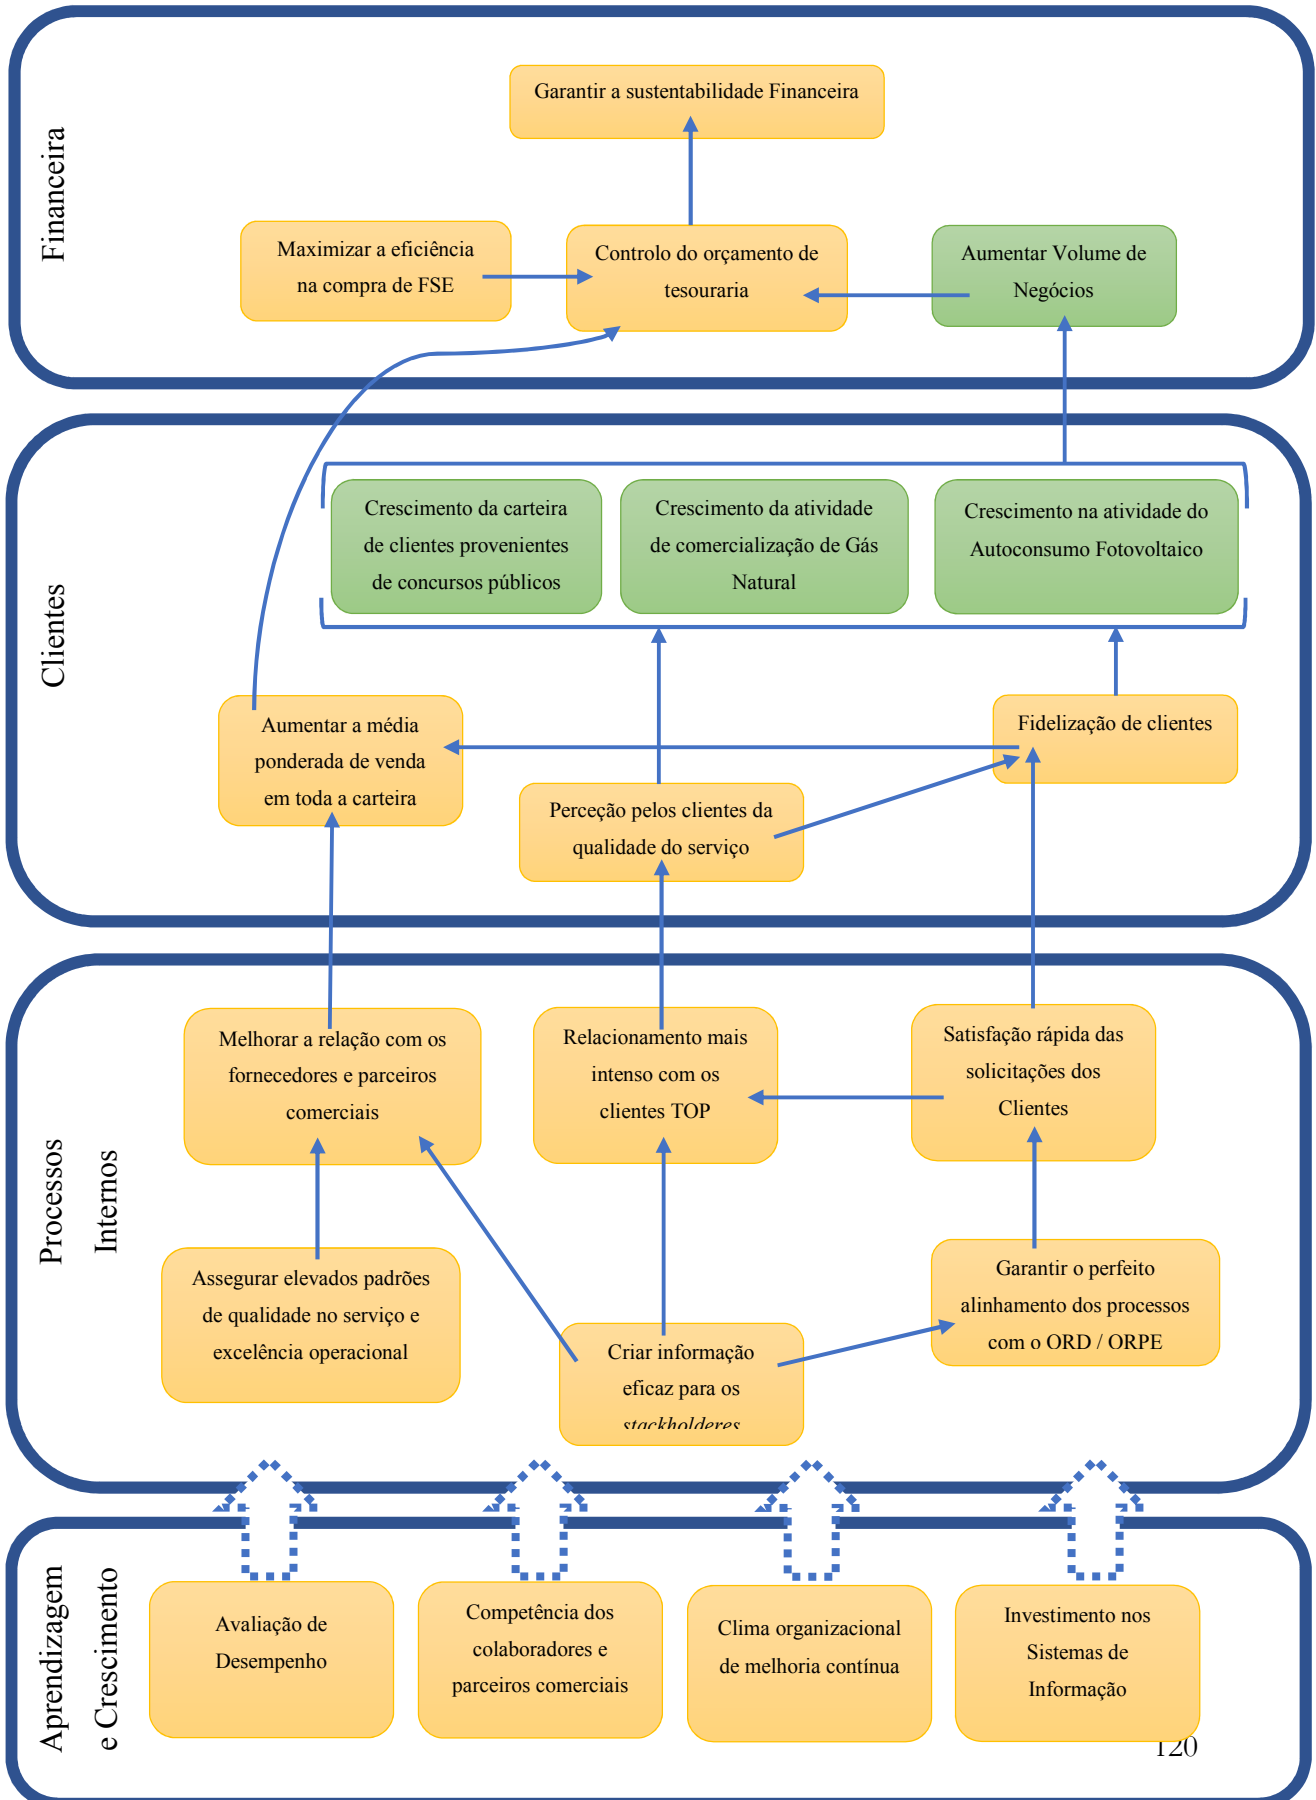 Financeira
Garantir a sustentabilidade Financeira
Maximizar a eficiência
na compra de FSE
Controlo do orçamento de
tesouraria
Aumentar Volume de
Negócios
Clientes
Crescimento da carteira
de clientes provenientes
de concursos públicos
Crescimento da atividade
de comercialização de Gás
Natural
Crescimento na atividade do
Autoconsumo Fotovoltaico
Aumentar a média
ponderada de venda
em toda a carteira
Fidelização de clientes
Perceção pelos clientes da
qualidade do serviço
Processos
Internos
Melhorar a relação com os
fornecedores e parceiros
comerciais
Relacionamento mais
intenso com os
clientes TOP
Satisfação rápida das
solicitações dos
Clientes
Assegurar elevados padrões
de qualidade no serviço e
excelência operacional
Criar informação
eficaz para os
stackholderes
Garantir o perfeito
alinhamento dos processos
com o ORD / ORPE
Aprendizagem
e Crescimento
Avaliação de
Desempenho
Competência dos
colaboradores e
parceiros comerciais
Clima organizacional
de melhoria contínua
Investimento nos
Sistemas de
Informação
120